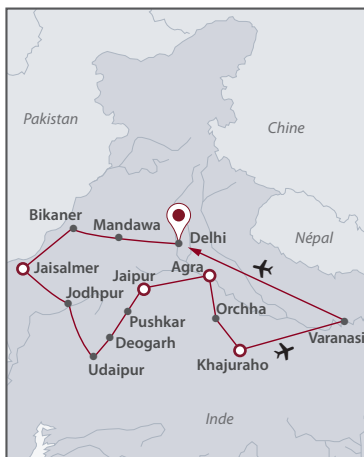 Pakistan
Chine
Bikaner
Mandawa
Delhi
Népal
Jaisalmer
Agra
Jaipur
Jodhpur
Orchha
Pushkar
Varanasi
Deogarh
Khajuraho
Udaipur
Inde